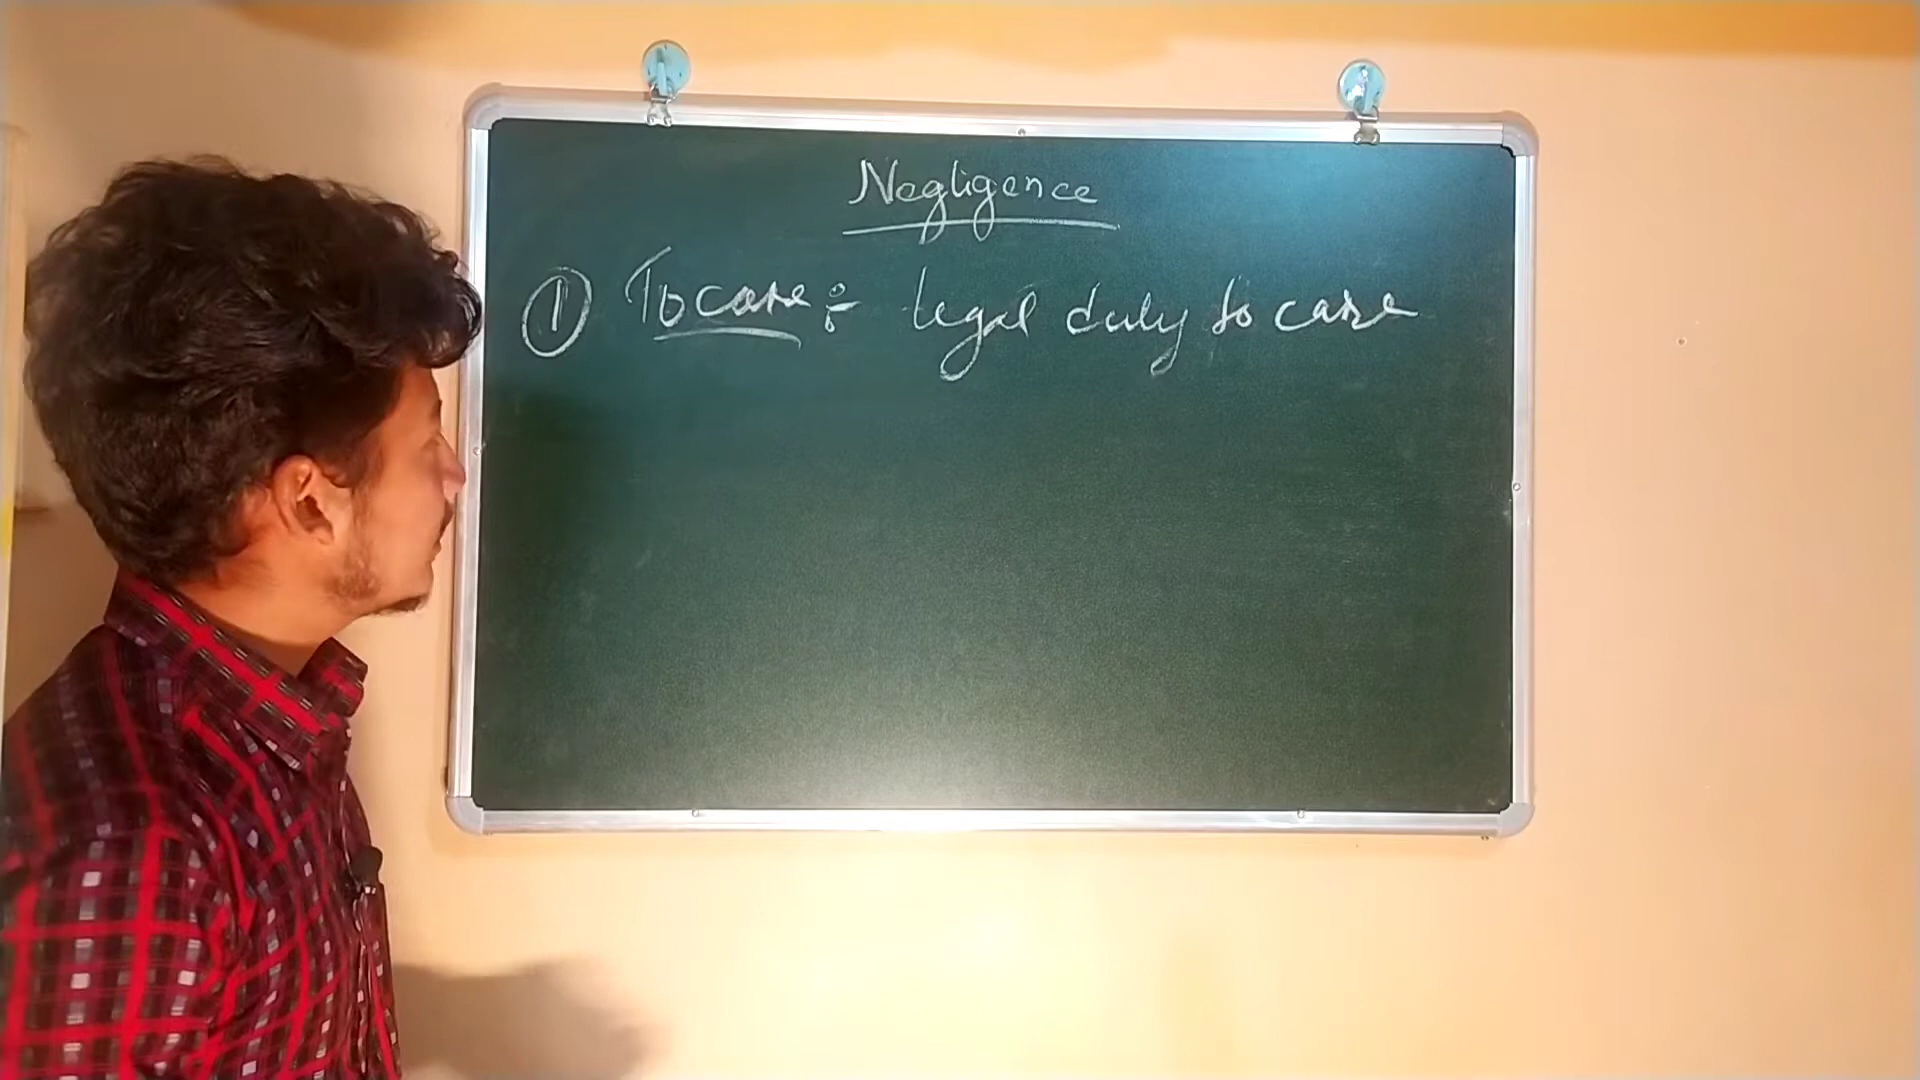 Negligence
① To care :- legal duty to care